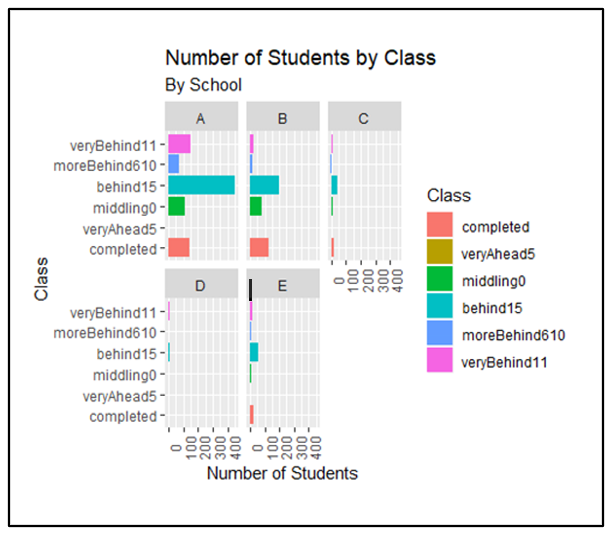 Number of Students by Class
By School
A B C
veryBehind11
moreBehind610
behind15
middling0
veryAhead5
completed
0 100 200 300 400
D E
veryBehind11
moreBehind610
behind15
middling0
veryAhead5
completed
0 100 200 300 400 0 100 200 300 400
Number of Students
Class
Class
completed
veryAhead5
middling0
behind15
moreBehind610
veryBehind11